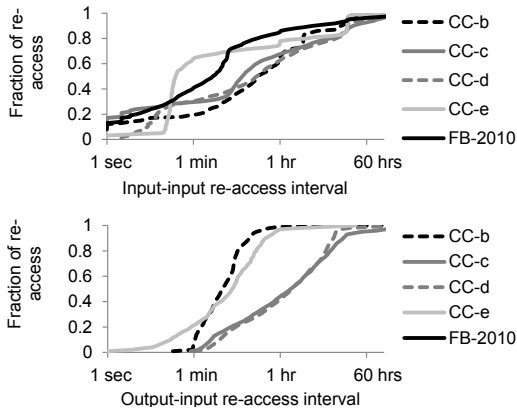 Fraction of re-
access
1
0.8
0.6
0.4
0.2
0
1 sec
1 min
1 hr
60 hrs
Input-input re-access interval
CC-b
CC-c
CC-d
CC-e
FB-2010
Fraction of re-
access
1
0.8
0.6
0.4
0.2
0
1 sec
1 min
1 hr
60 hrs
Output-input re-access interval
CC-b
CC-c
CC-d
CC-e
FB-2010